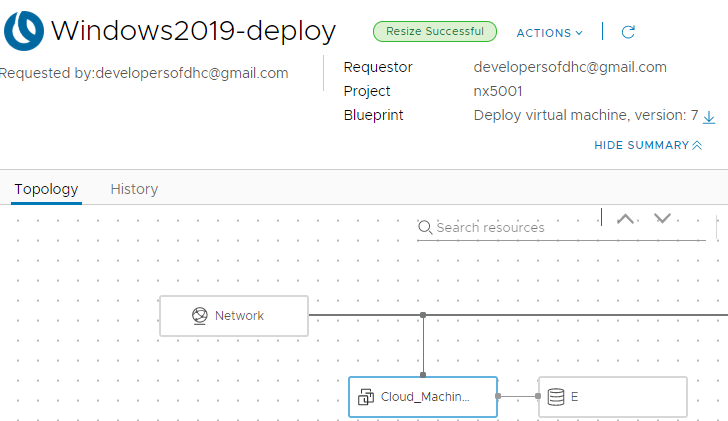 Windows2019-deploy
Resize Successful
ACTIONS
Requested by:developersofdhc@gmail.com
Requestor developersofdhc@gmail.com
Project nx5001
Blueprint Deploy virtual machine, version: 7
HIDE SUMMARY
Topology History
Search resources
Network
Cloud_Machin... E